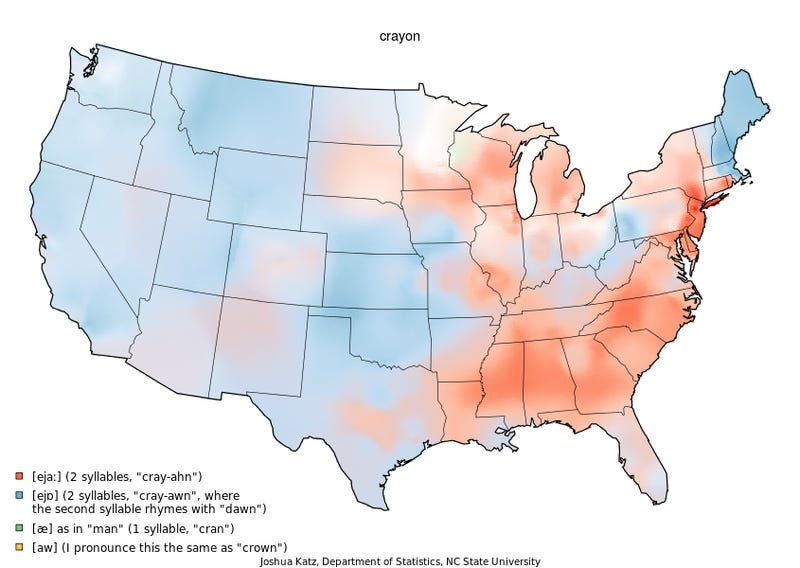 crayon
[eja:] (2 syllables, "cray-ahn")
[ejɒ] (2 syllables, "cray-awn", where
the second syllable rhymes with "dawn")
[æ] as in "man" (1 syllable, "cran")
[aw] (I pronounce this the same as "crown")
Joshua Katz, Department of Statistics, NC State University